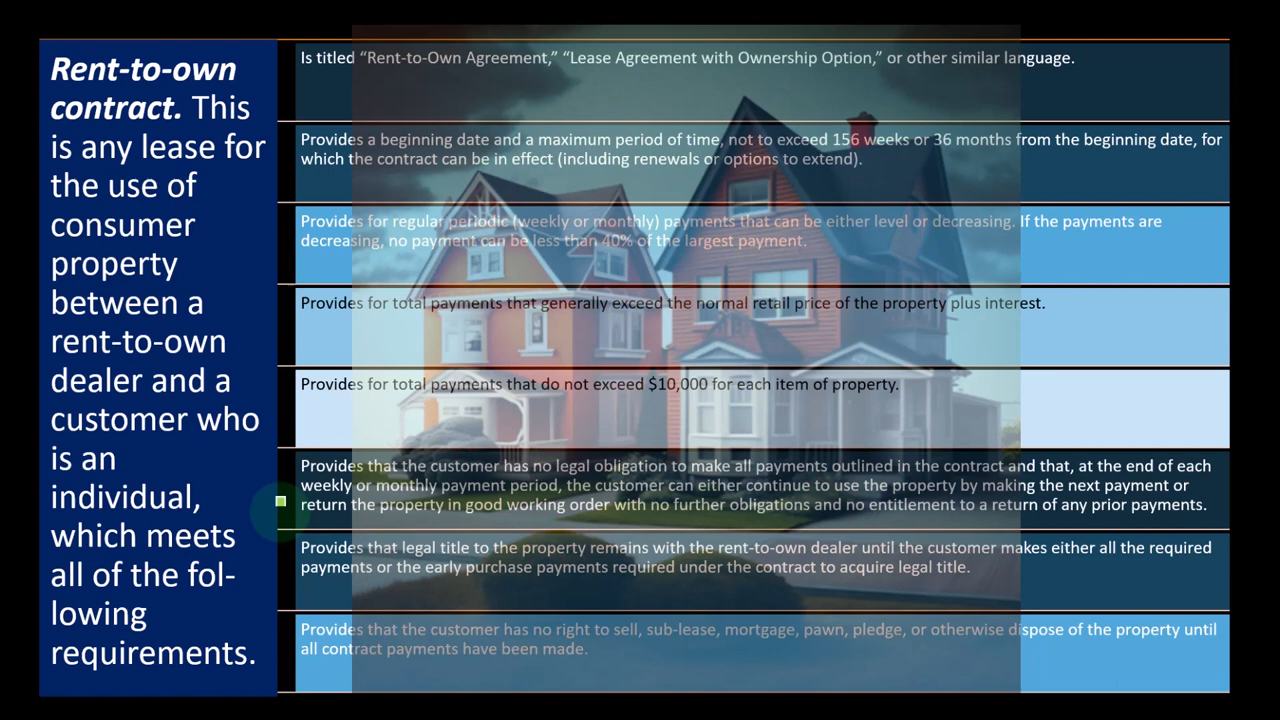 Rent-to-own
contract. This
is any lease for
the use of
consumer
property
between a
rent-to-own
dealer and a
customer who
is an
individual,
which meets
all of the fol-
lowing
requirements.
Is titled “Rent-to-Own Agreement,” “Lease Agreement with Ownership Option,” or other similar language.
Provides a beginning date and a maximum period of time, not to exceed 156 weeks or 36 months from the beginning date, for
which the contract can be in effect (including renewals or options to extend).
Provides for regular periodic (weekly or monthly) payments that can be either level or decreasing. If the payments are
decreasing, no payment can be less than 40% of the largest payment.
Provides for total payments that generally exceed the normal retail price of the property plus interest.
Provides for total payments that do not exceed $10,000 for each item of property.
Provides that the customer has no legal obligation to make all payments outlined in the contract and that, at the end of each
weekly or monthly payment period, the customer can either continue to use the property by making the next payment or
return the property in good working order with no further obligations and no entitlement to a return of any prior payments.
Provides that legal title to the property remains with the rent-to-own dealer until the customer makes either all the required
payments or the early purchase payments required under the contract to acquire legal title.
Provides that the customer has no right to sell, sub-lease, mortgage, pawn, pledge, or otherwise dispose of the property until
all contract payments have been made.